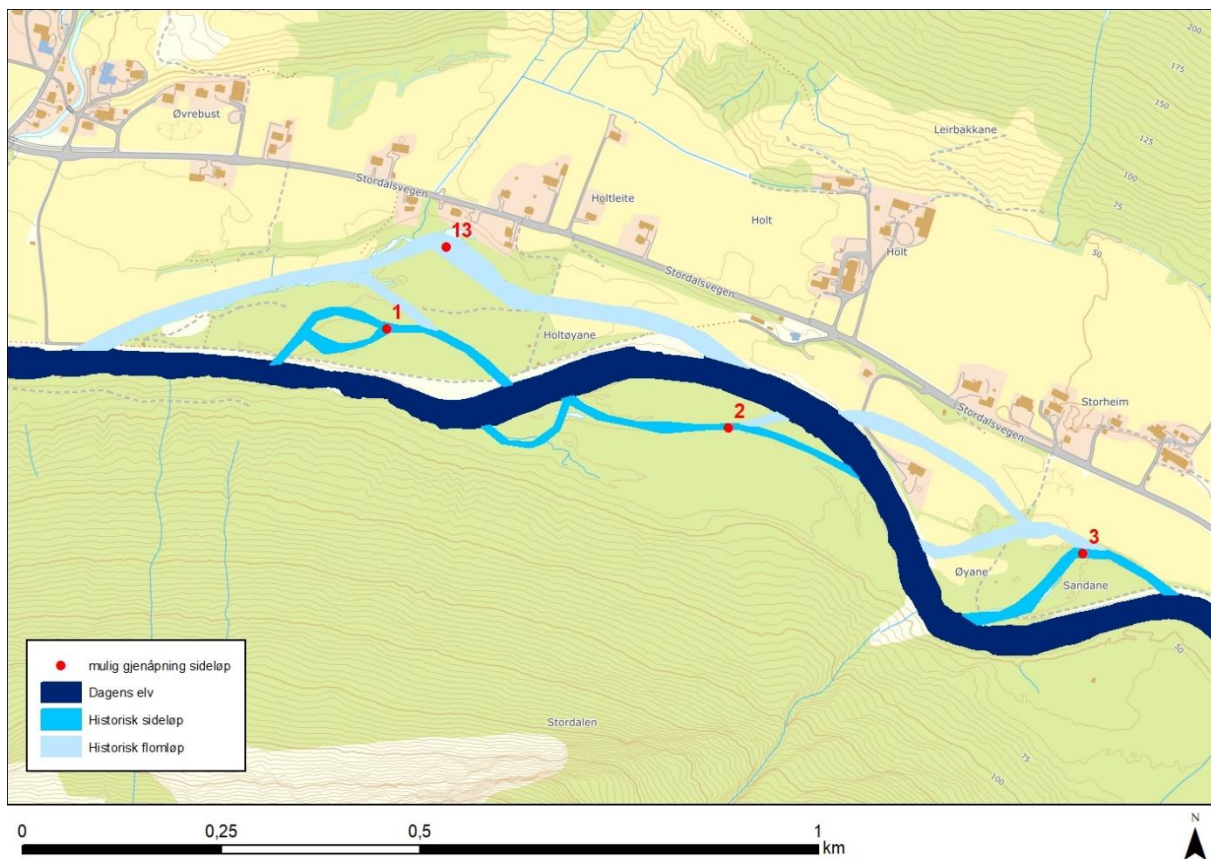 200
175
150
125
100
75
50
Øvrebust
Leirbakkane
Stordalsvegen
Holtleite
Holt
Holt
13
Stordalsvegen
1
Holtøyane
2
Stordalsvegen
Storheim
3
Øyane
Sandane
50
Stordalen
100
mulig gjenåpning sideløp
Dagens elv
Historisk sideløp
Historisk flomløp
0 0,25 0,5 1
km
N